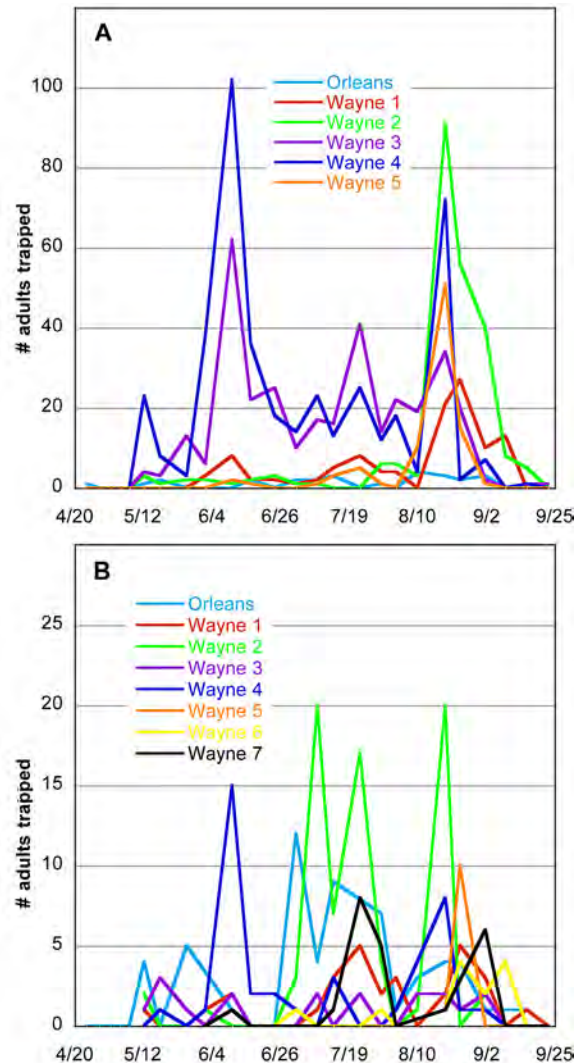 A
# adults trapped
100
80
60
40
20
0
Orleans
Wayne 1
Wayne 2
Wayne 3
Wayne 4
Wayne 5
4/20 5/12 6/4 6/26 7/19 8/10 9/2 9/25
B
# adults trapped
25
20
15
10
5
0
Orleans
Wayne 1
Wayne 2
Wayne 3
Wayne 4
Wayne 5
Wayne 6
Wayne 7
4/20 5/12 6/4 6/26 7/19 8/10 9/2 9/25